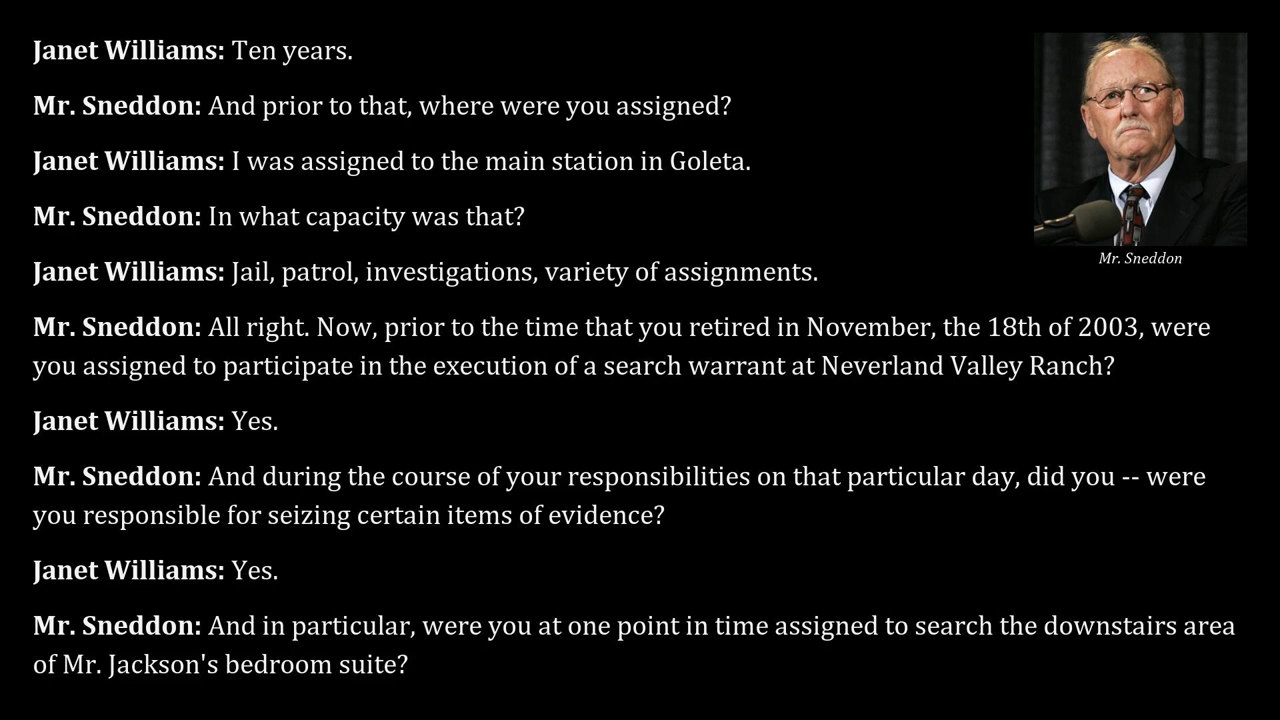 Janet Williams: Ten years.
Mr. Sneddon: And prior to that, where were you assigned?
Janet Williams: I was assigned to the main station in Goleta.
Mr. Sneddon: In what capacity was that?
Mr. Sneddon
Janet Williams: Jail, patrol, investigations, variety of assignments.
Mr. Sneddon: All right. Now, prior to the time that you retired in November, the 18th of 2003, were
you assigned to participate in the execution of a search warrant at Neverland Valley Ranch?
Janet Williams: Yes.
Mr. Sneddon: And during the course of your responsibilities on that particular day, did you -- were
you responsible for seizing certain items of evidence?
Janet Williams: Yes.
Mr. Sneddon: And in particular, were you at one point in time assigned to search the downstairs area
of Mr. Jackson's bedroom suite?